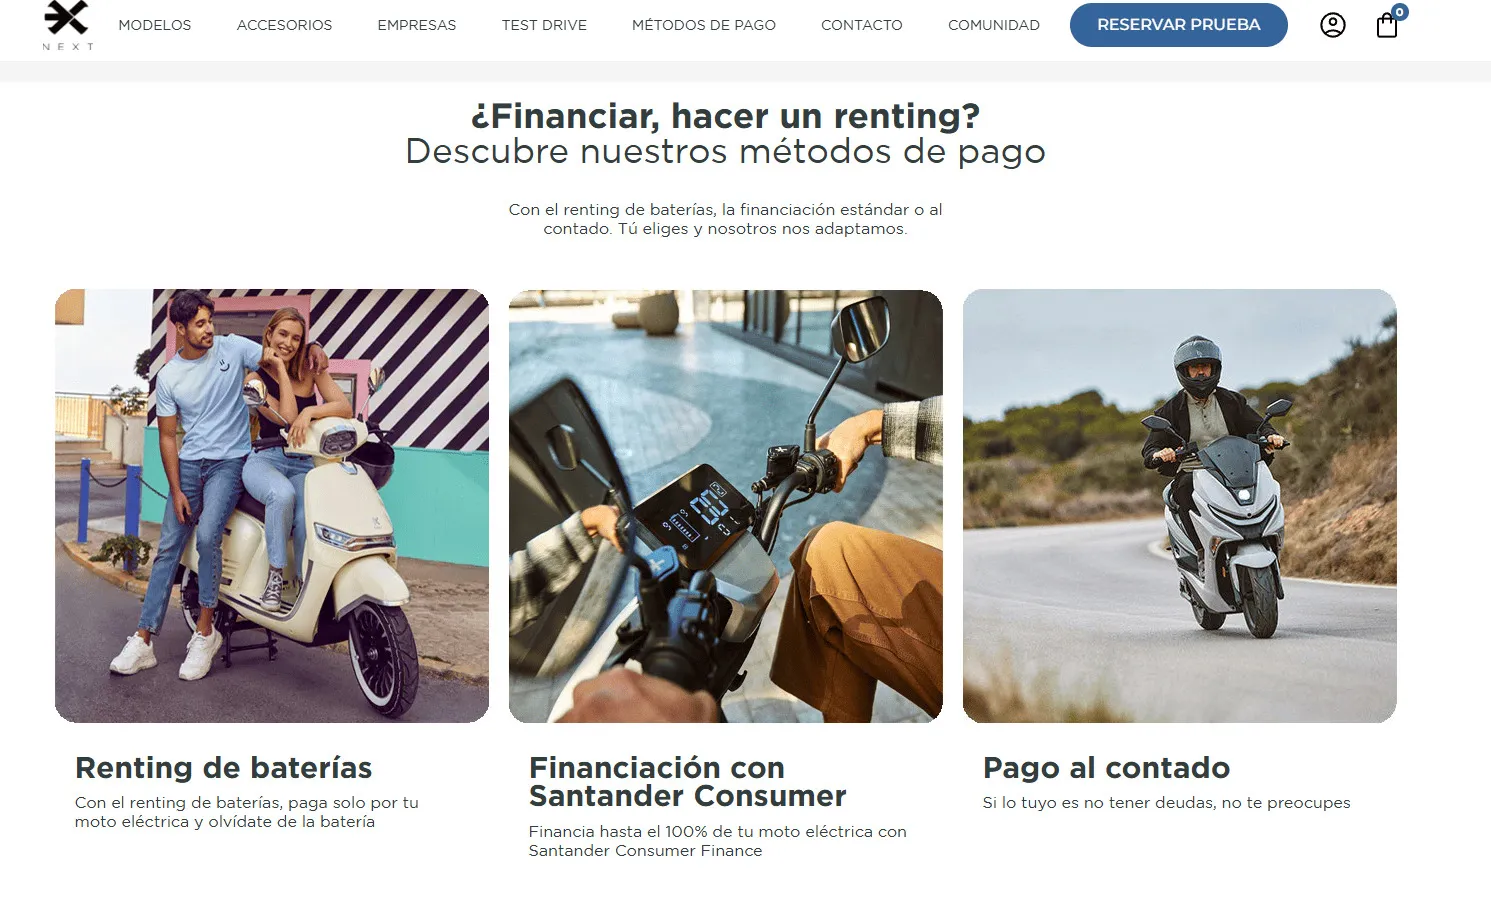 NEXT
MODELOS
ACCESORIOS
EMPRESAS
TEST DRIVE
MÉTODOS DE PAGO
CONTACTO
COMUNIDAD
RESERVAR PRUEBA
0
¿Financiar, hacer un renting?
Descubre nuestros métodos de pago
Con el renting de baterías, la financiación estándar o al
contado. Tú eliges y nosotros nos adaptamos.
Renting de baterías
Con el renting de baterías, paga solo por tu
moto eléctrica y olvídate de la batería
Financiación con
Santander Consumer
Financia hasta el 100% de tu moto eléctrica con
Santander Consumer Finance
Pago al contado
Si lo tuyo es no tener deudas, no te preocupes